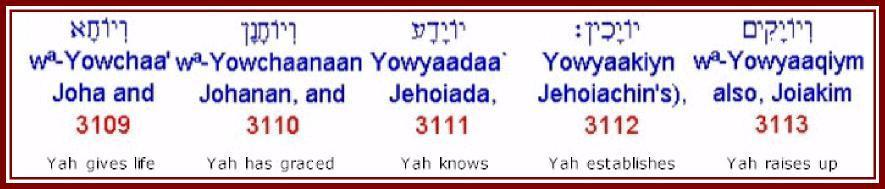 וְיוֹחָא וְיוֹחָנָן יוֹיָדָע יוֹיָכִין׃ וְיוֹיָקִים
wᵃ-Yowchaa' wᵃ-Yowchaanaan Yowyaadaa` Yowyaakiyn wᵃ-Yowyaaqiym
Joha and Johanan, and Jehoiada, Jehoiachin's), also, Joiakim
3109 3110 3111 3112 3113
Yah gives life Yah has graced Yah knows Yah establishes Yah raises up